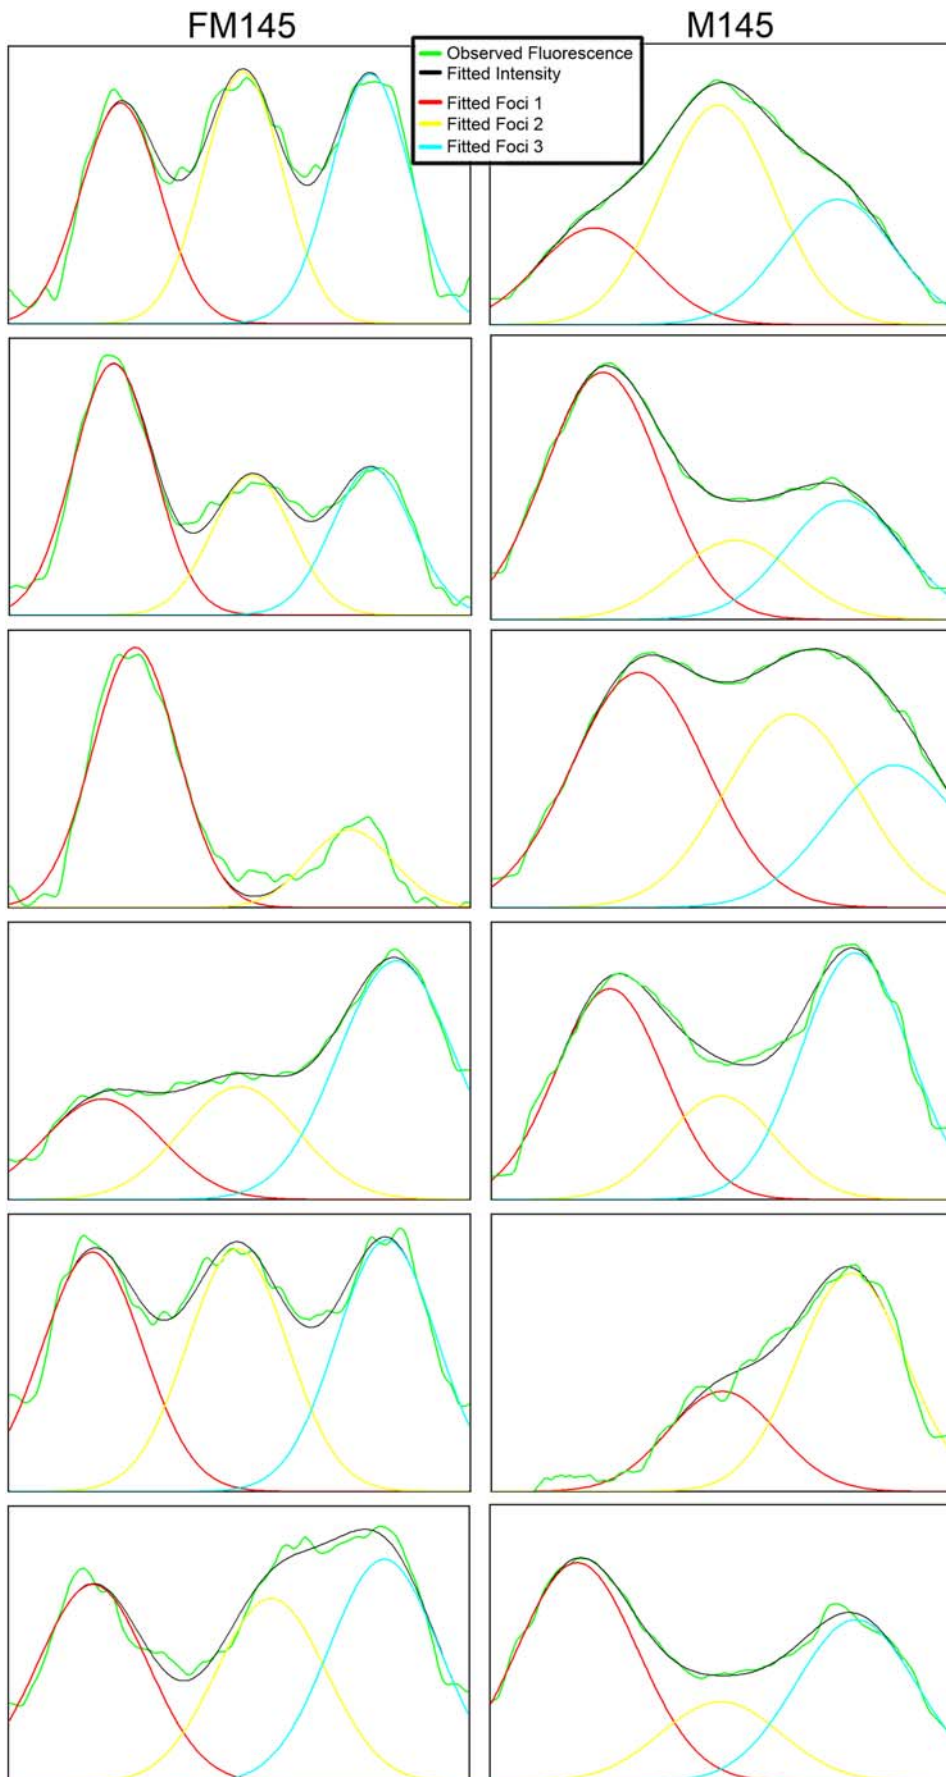 FM145
M145
Observed Fluorescence
Fitted Intensity
Fitted Foci 1
Fitted Foci 2
Fitted Foci 3